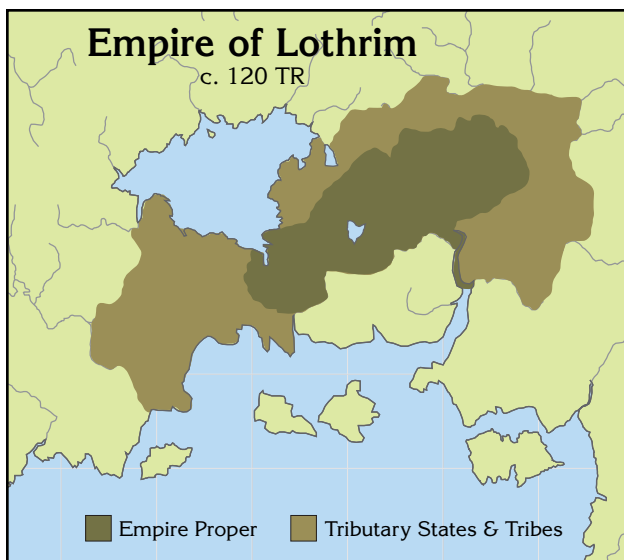 Empire of Lothrim
c. 120 TR
Empire Proper
Tributary States & Tribes